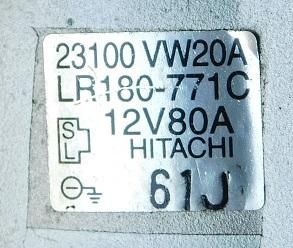 23100 VW20A
LR180-771C
S 12V80A
L HITACHI
61J